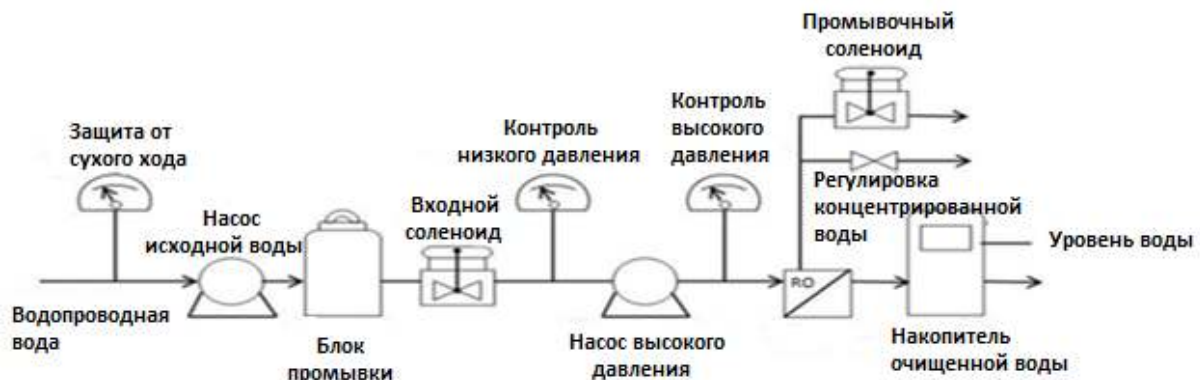 Промывочный
соленоид
Защита от
сухого хода
Контроль
низкого давления
Контроль
высокого
давления
Насос
исходной воды
Входной
соленоид
Регулировка
концентрированной
воды
Уровень воды
RO
Водопроводная
вода
Блок
промывки
Насос высокого
давления
Накопитель
очищенной воды